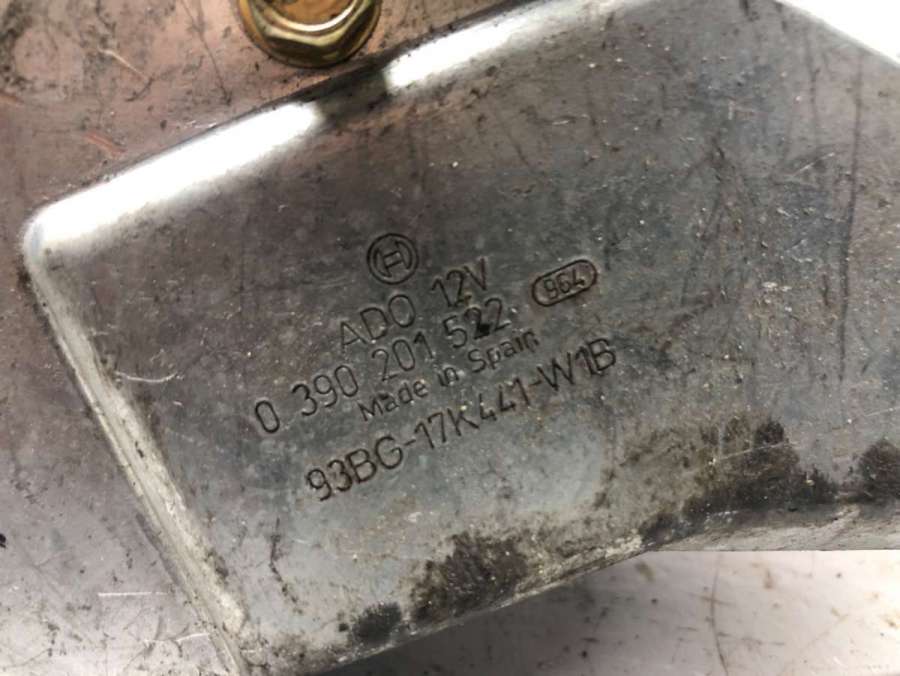 ADO 12V
964
0 390 201 522
Made in Spain
93BG-17K441-W1B